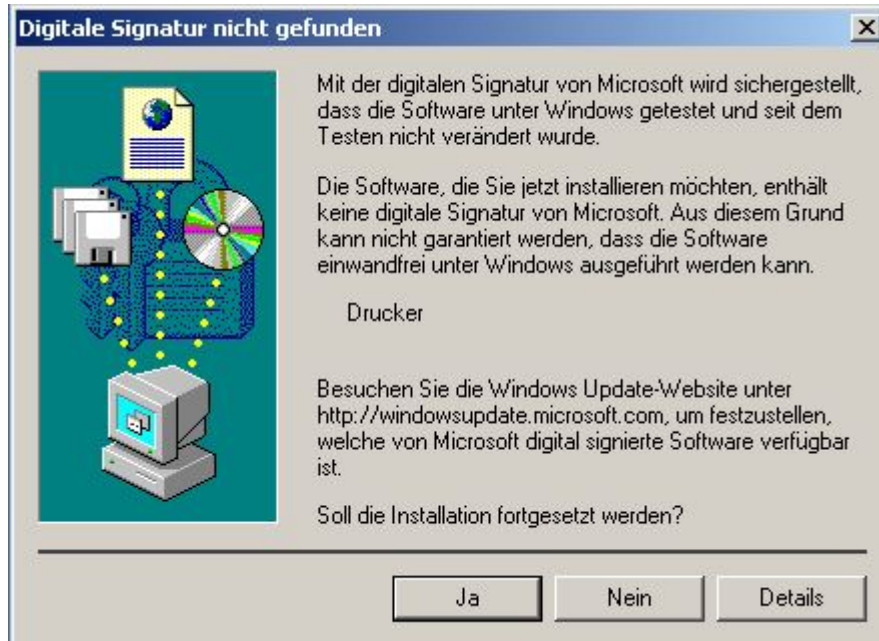 Digitale Signatur nicht gefunden
Mit der digitalen Signatur von Microsoft wird sichergestellt,
dass die Software unter Windows getestet und seit dem
Testen nicht verändert wurde.
Die Software, die Sie jetzt installieren möchten, enthält
keine digitale Signatur von Microsoft. Aus diesem Grund
kann nicht garantiert werden, dass die Software
einwandfrei unter Windows ausgeführt werden kann.
Drucker
Besuchen Sie die Windows Update-Website unter
http://windowsupdate.microsoft.com, um festzustellen,
welche von Microsoft digital signierte Software verfügbar
ist.
Soll die Installation fortgesetzt werden?
Ja
Nein
Details